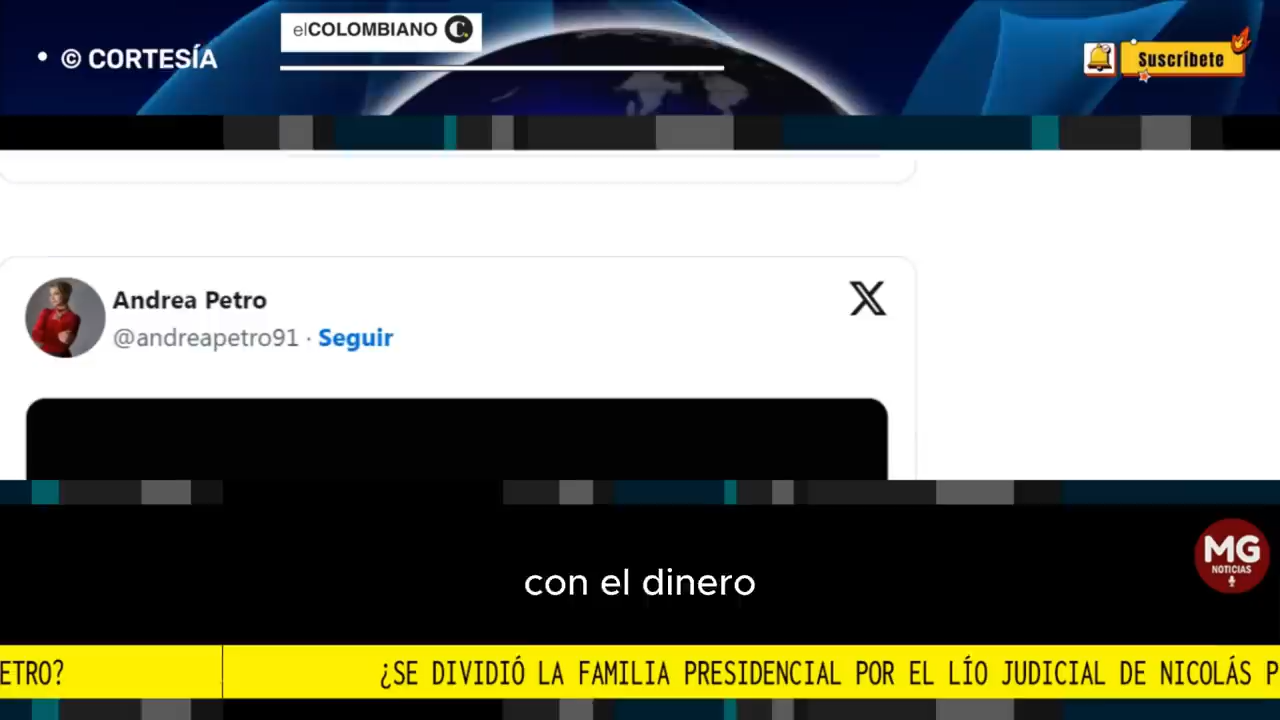 elCOLOMBIANO C.
• © CORTESÍA
Suscríbete
Andrea Petro
@andreapetro91 · Seguir
X
MG
NOTICIAS
con el dinero
ETRO?
¿SE DIVIDIÓ LA FAMILIA PRESIDENCIAL POR EL LÍO JUDICIAL DE NICOLÁS P